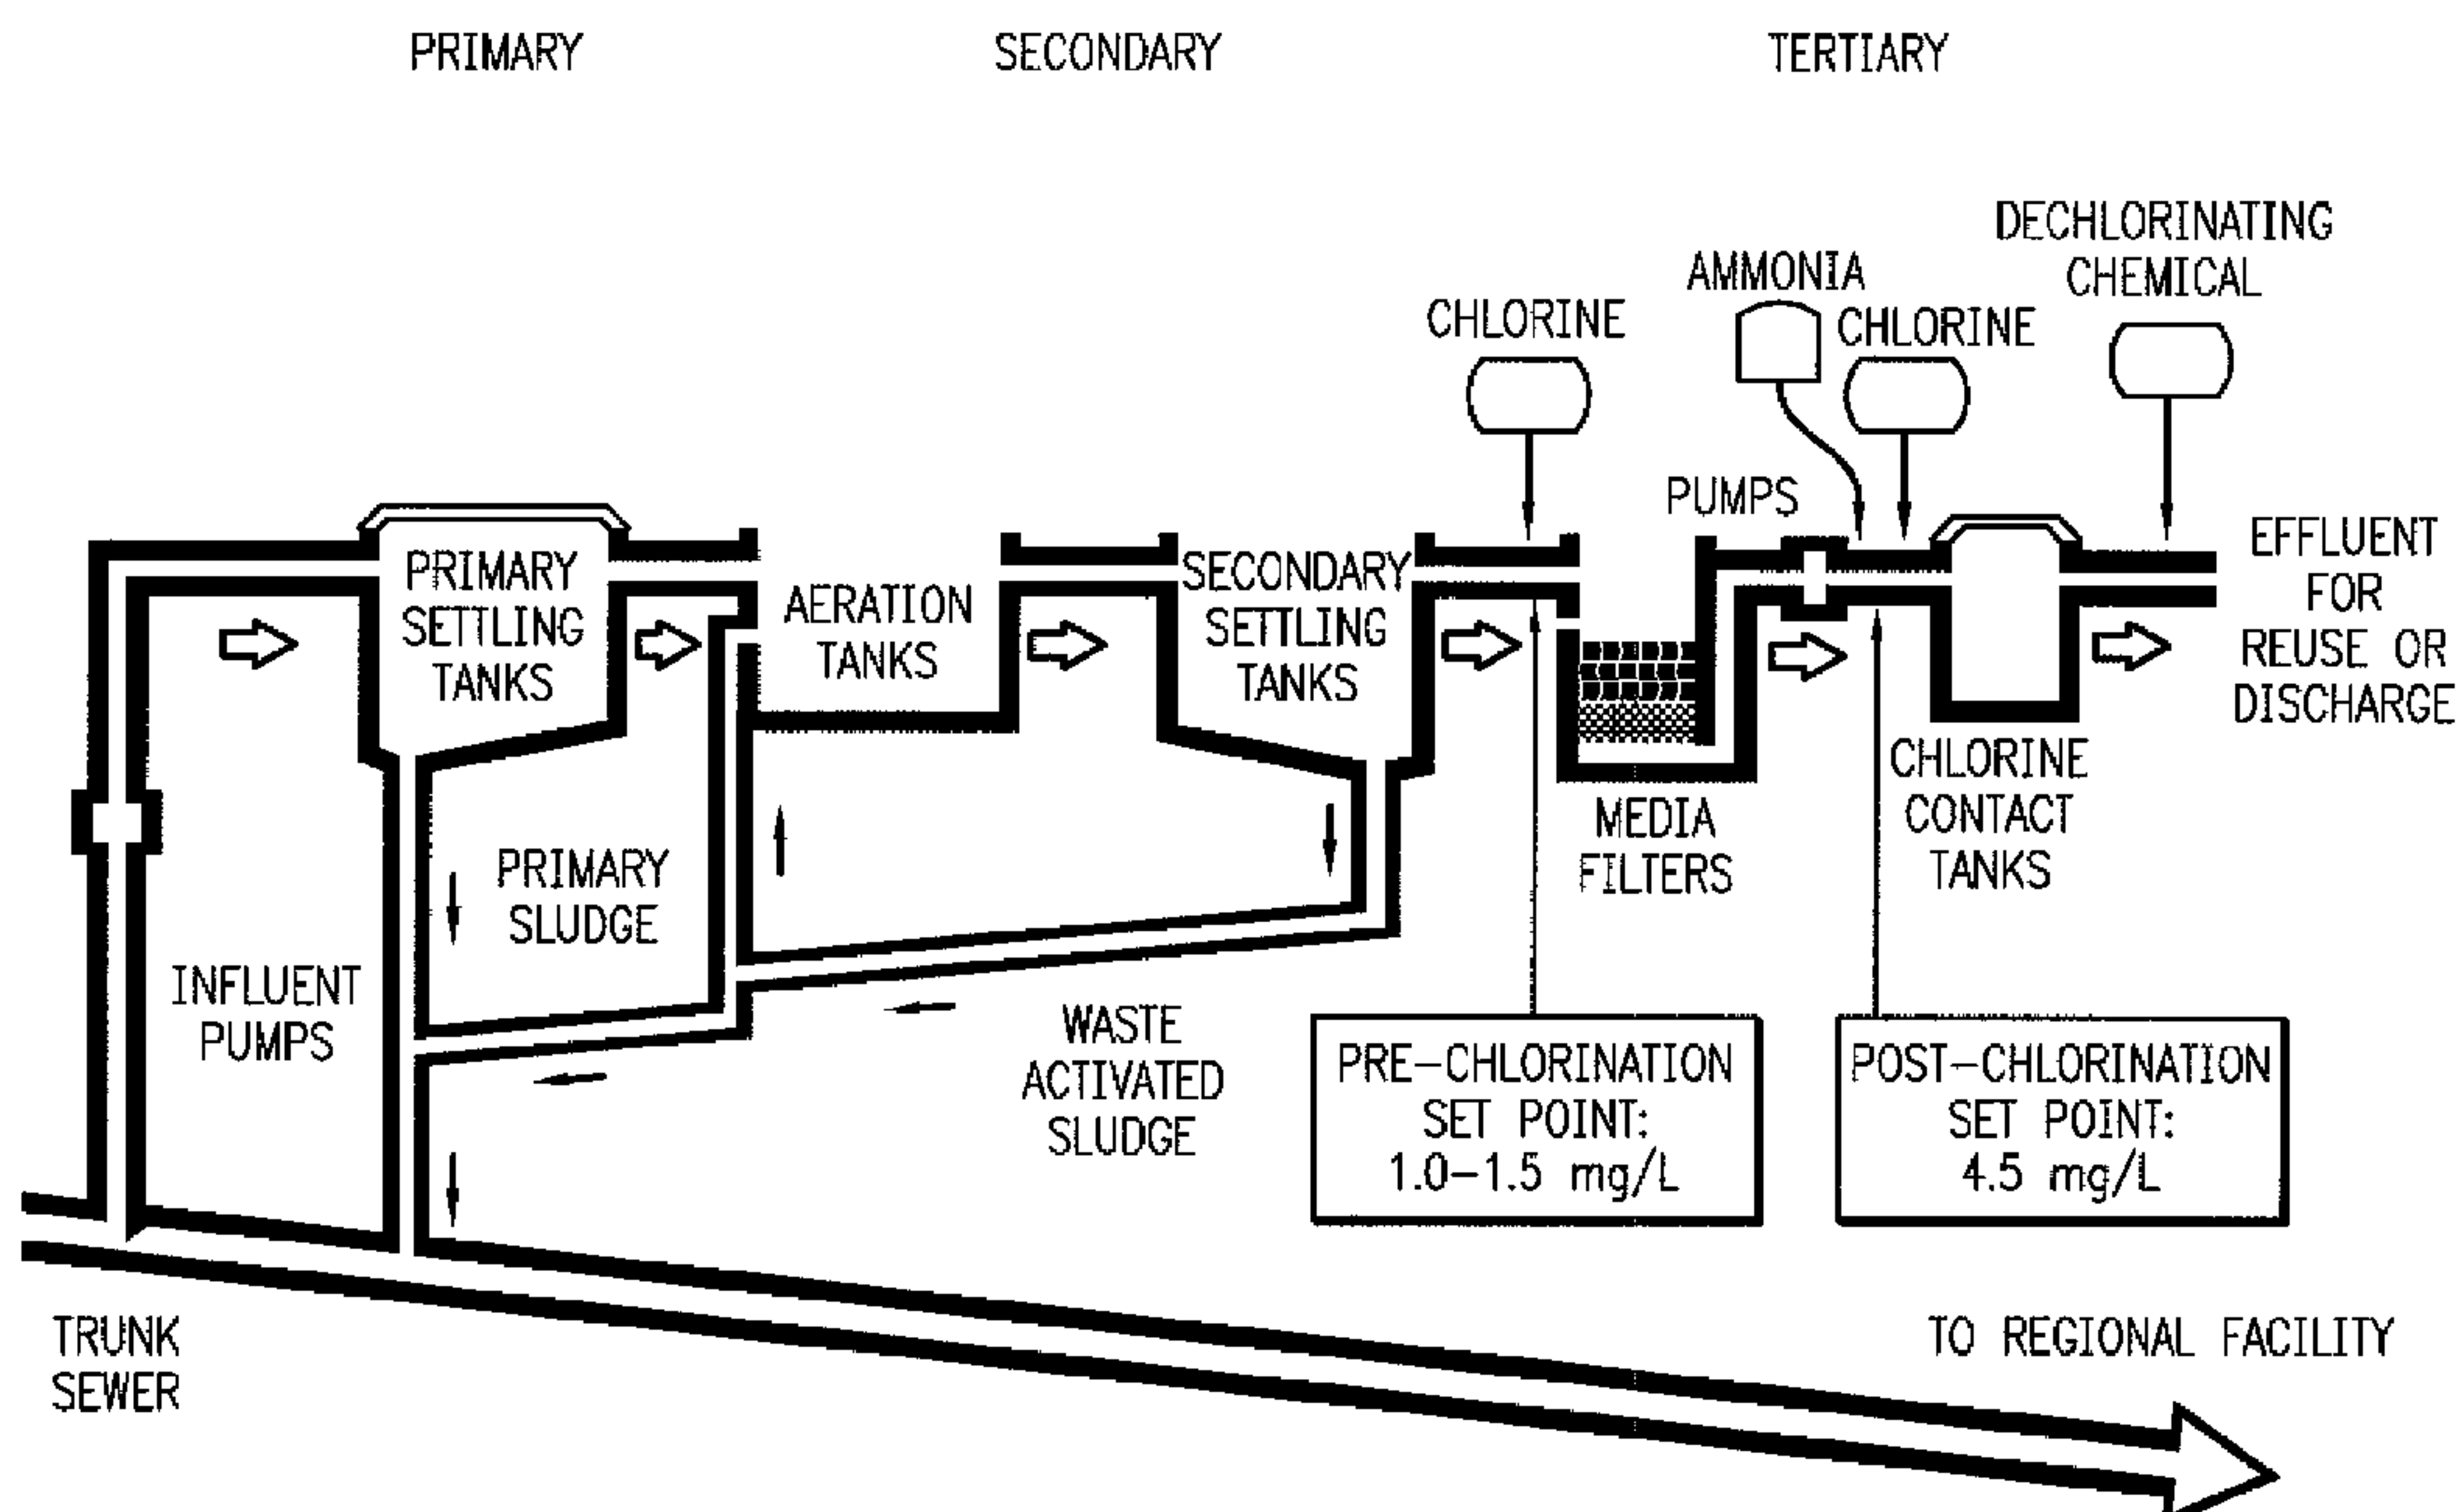 PRIMARY
SECONDARY
TERTIARY
DECHLORINATING
CHEMICAL
AMMONIA
CHLORINE
CHLORINE
PUMPS
EFFLUENT
FOR
REUSE OR
DISCHARGE
PRIMARY
SETTLING
TANKS
AERATION
TANKS
SECONDARY
SETTLING
TANKS
MEDIA
FILTERS
CHLORINE
CONTACT
TANKS
PRIMARY
SLUDGE
INFLUENT
PUMPS
WASTE
ACTIVATED
SLUDGE
PRE-CHLORINATION
SET POINT:
1.0-1.5 mg/L
POST-CHLORINATION
SET POINT:
4.5 mg/L
TRUNK
SEWER
TO REGIONAL FACILITY